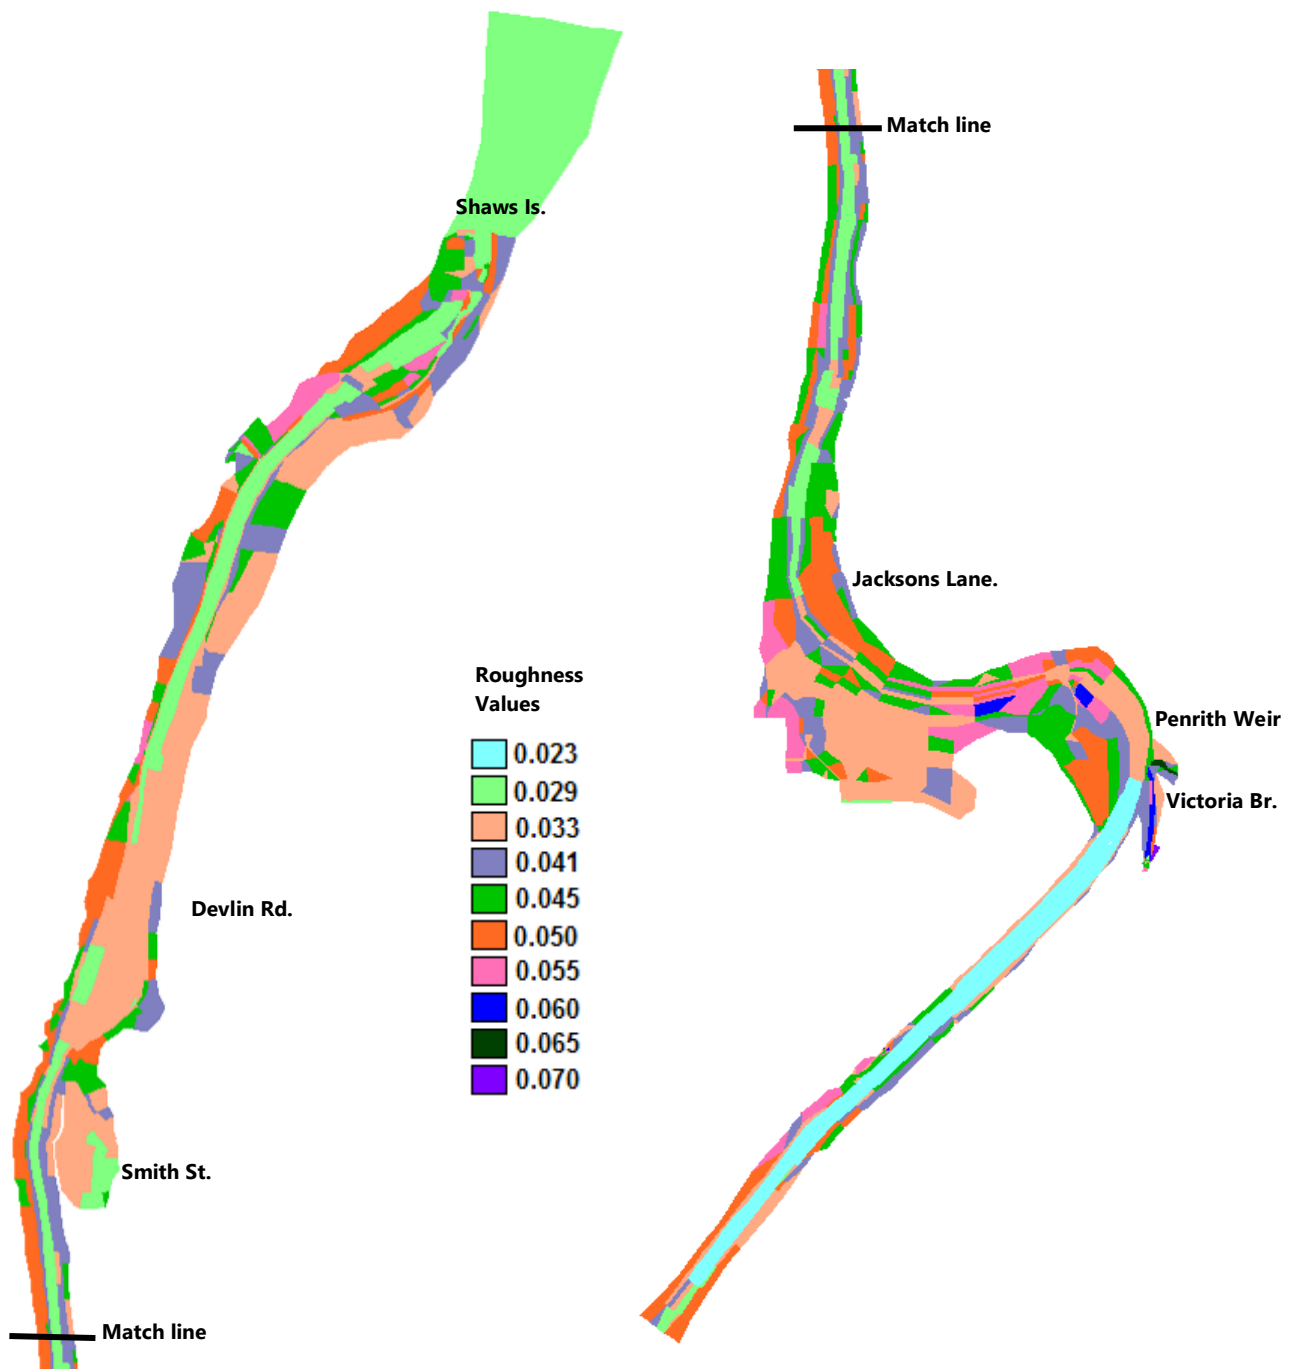 Shaws Is.
Match line
Jacksons Lane.
Roughness
Values
Penrith Weir
0.023
0.029
Victoria Br.
0.033
0.041
0.045
Devlin Rd.
0.050
0.055
0.060
0.065
0.070
Smith St.
Match line